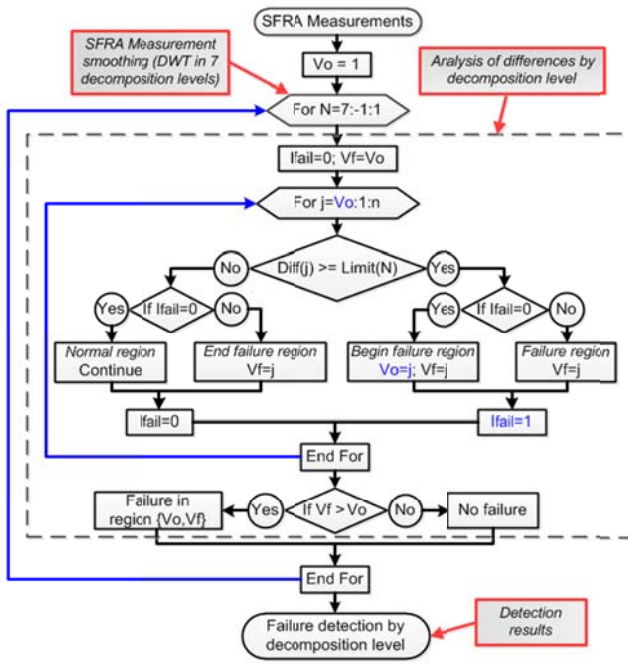 SFRA Measurements
SFRA Measurement
smoothing (DWT in 7
decomposition levels)
Vo = 1
Analysis of differences by
decomposition level
For N=7:-1:1
Ifail=0; Vf=Vo
For j=Vo:1:n
No
Diff(j) >= Limit(N)
Yes
Yes
If Ifail=0
No
Yes
If Ifail=0
No
Normal region
Continue
End failure region
Vf=j
Begin failure region
Vo=j; Vf=j
Failure region
Vf=j
Ifail=0
Ifail=1
End For
Failure in
region {Vo,Vf}
Yes
If Vf > Vo
No
No failure
End For
Failure detection by
decomposition level
Detection
results